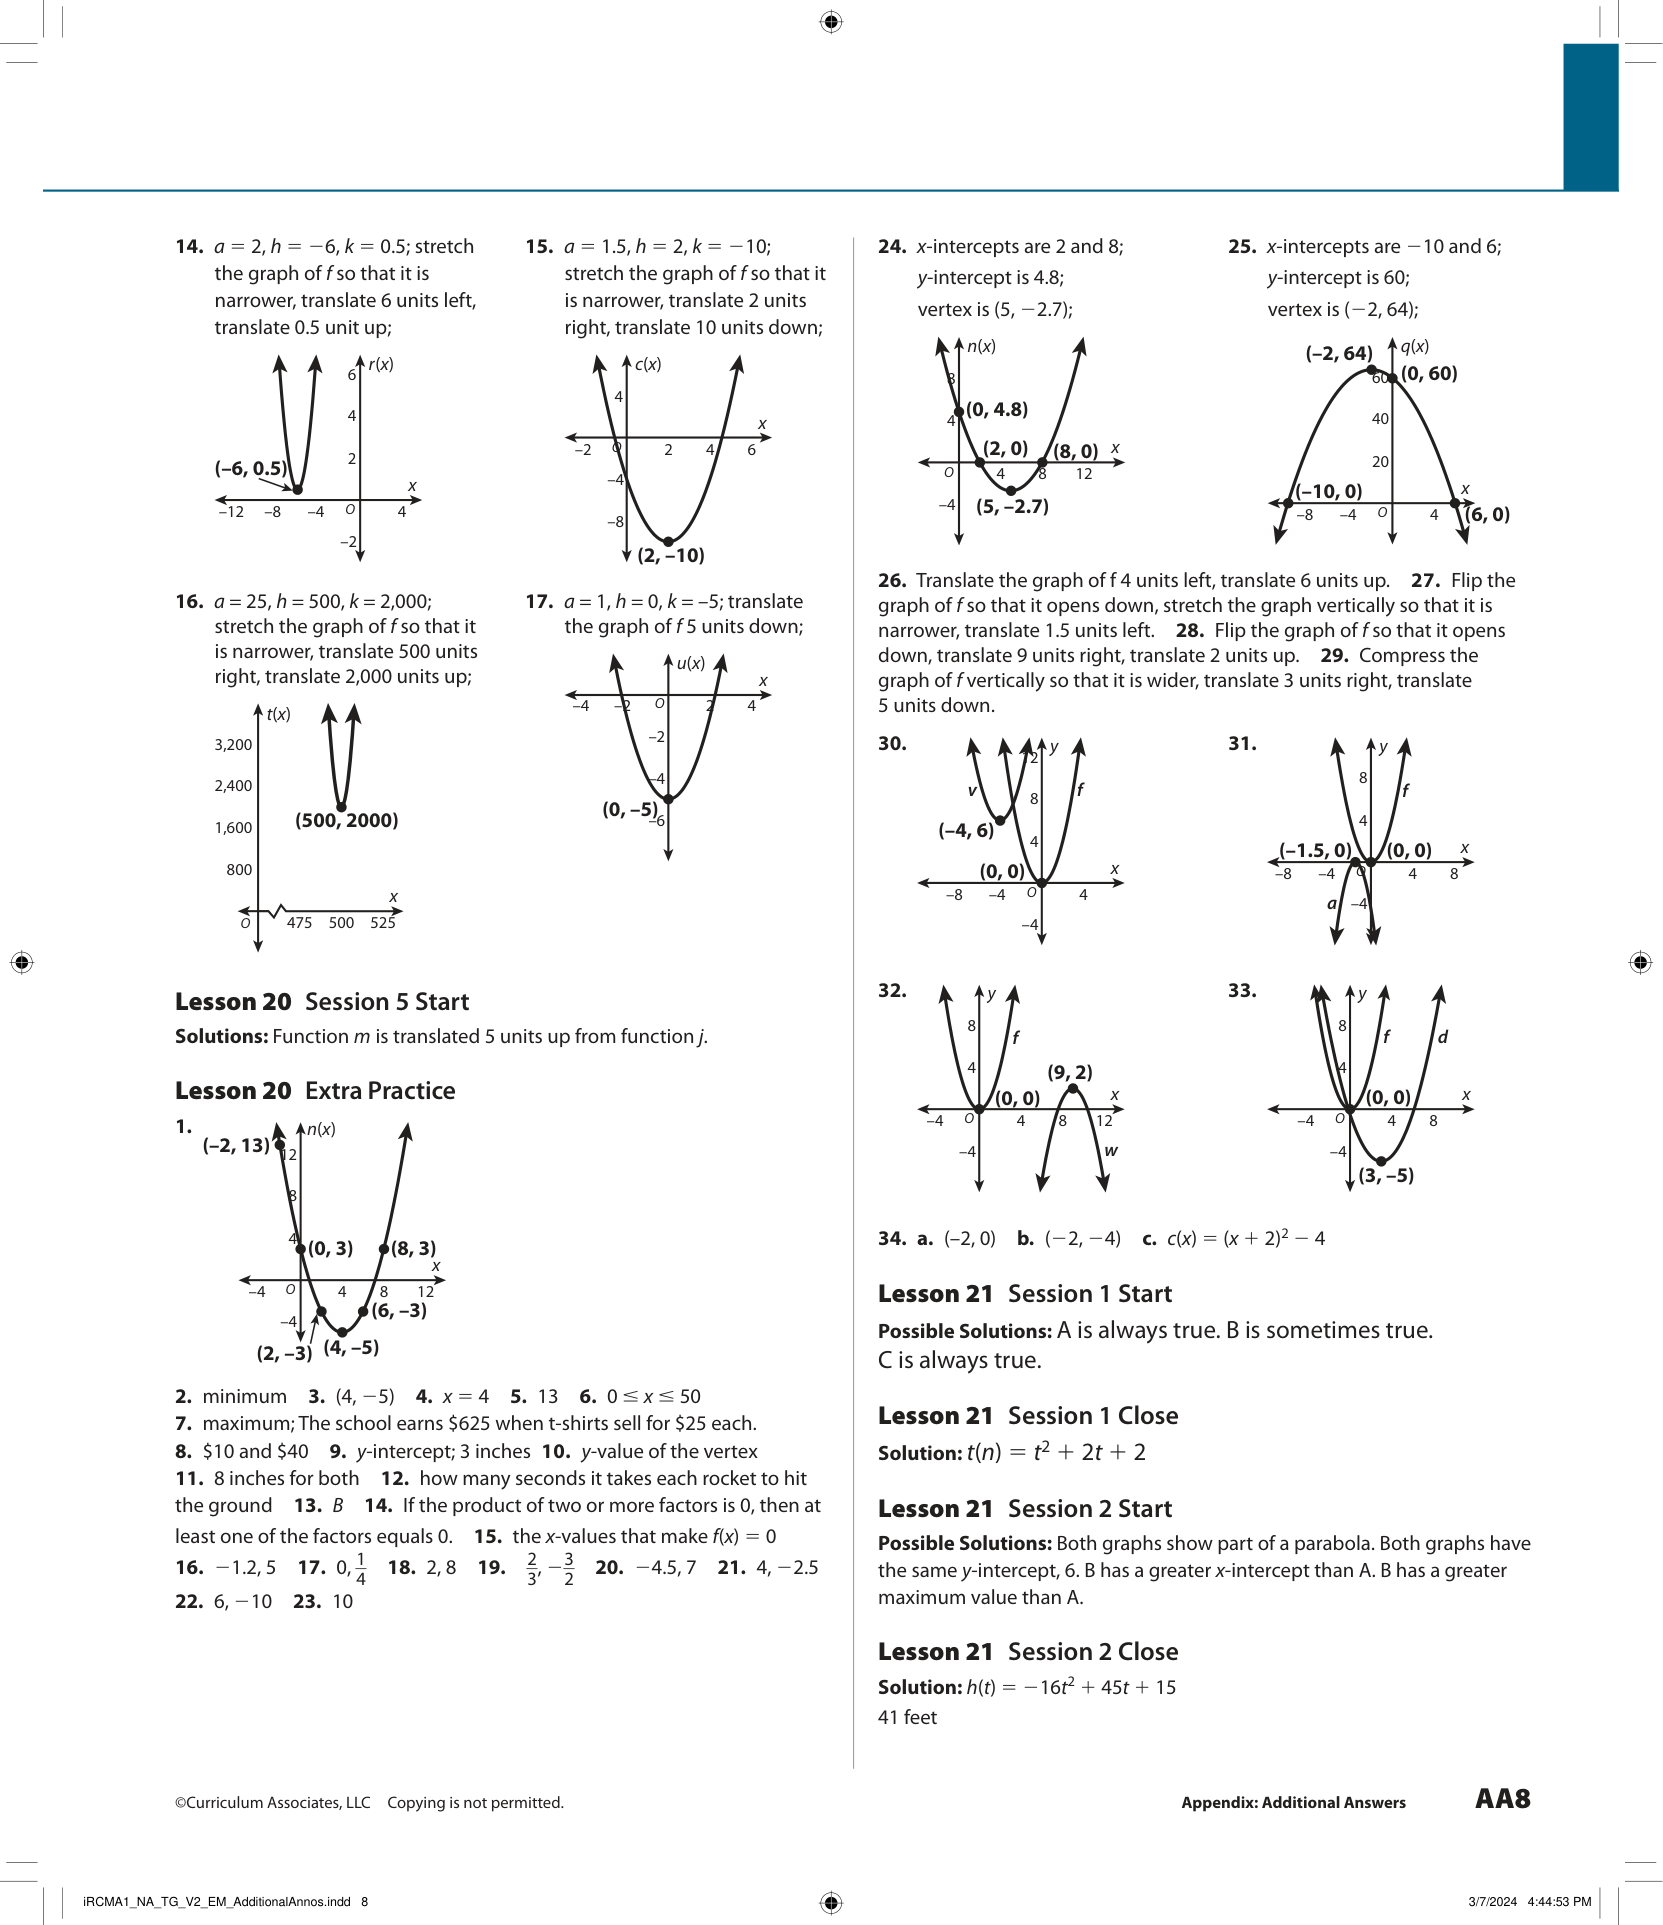 14. a = 2, h = −6, k = 0.5; stretch
the graph of f so that it is
narrower, translate 6 units left,
translate 0.5 unit up;
r(x)
6
4
2
(–6, 0.5)
x
–12 –8 –4 O 4
–2
15. a = 1.5, h = 2, k = −10;
stretch the graph of f so that it
is narrower, translate 2 units
right, translate 10 units down;
c(x)
4
x
–2 O 2 4 6
–4
–8
(2, –10)
16. a = 25, h = 500, k = 2,000;
stretch the graph of f so that it
is narrower, translate 500 units
right, translate 2,000 units up;
t(x)
3,200
2,400
(500, 2000)
1,600
800
x
O 475 500 525
17. a = 1, h = 0, k = –5; translate
the graph of f 5 units down;
u(x)
x
–4 –2 O 2 4
–2
–4
(0, –5)
–6
Lesson 20 Session 5 Start
Solutions: Function m is translated 5 units up from function j.
Lesson 20 Extra Practice
1.
n(x)
(–2, 13)
12
8
4
(0, 3) (8, 3)
x
–4 O 4 8 12
(6, –3)
–4
(2, –3) (4, –5)
2. minimum 3. (4, −5) 4. x = 4 5. 13 6. 0 ≤ x ≤ 50
7. maximum; The school earns $625 when t-shirts sell for $25 each.
8. $10 and $40 9. y-intercept; 3 inches 10. y-value of the vertex
11. 8 inches for both 12. how many seconds it takes each rocket to hit
the ground 13. B 14. If the product of two or more factors is 0, then at
least one of the factors equals 0. 15. the x-values that make f(x) = 0
16. −1.2, 5 17. 0, 1/4 18. 2, 8 19. 2/3, −3/2 20. −4.5, 7 21. 4, −2.5
22. 6, −10 23. 10
24. x-intercepts are 2 and 8;
y-intercept is 4.8;
vertex is (5, −2.7);
n(x)
8
(0, 4.8)
4
(2, 0) (8, 0) x
O 4 8 12
–4 (5, –2.7)
25. x-intercepts are −10 and 6;
y-intercept is 60;
vertex is (−2, 64);
q(x)
(–2, 64)
60 (0, 60)
40
20
(–10, 0) x
–8 –4 O 4 (6, 0)
26. Translate the graph of f 4 units left, translate 6 units up. 27. Flip the
graph of f so that it opens down, stretch the graph vertically so that it is
narrower, translate 1.5 units left. 28. Flip the graph of f so that it opens
down, translate 9 units right, translate 2 units up. 29. Compress the
graph of f vertically so that it is wider, translate 3 units right, translate
5 units down.
30.
y
12
v f
8
(–4, 6)
4
(0, 0) x
–8 –4 O 4
–4
31.
y
8
f
4
(–1.5, 0) (0, 0) x
–8 –4 O 4 8
a –4
32.
y
8
f
4
(9, 2)
(0, 0) x
–4 O 4 8 12
–4 w
33.
y
8
f d
4
(0, 0) x
–4 O 4 8
–4
(3, –5)
34. a. (–2, 0) b. (−2, −4) c. c(x) = (x + 2)² − 4
Lesson 21 Session 1 Start
Possible Solutions: A is always true. B is sometimes true.
C is always true.
Lesson 21 Session 1 Close
Solution: t(n) = t² + 2t + 2
Lesson 21 Session 2 Start
Possible Solutions: Both graphs show part of a parabola. Both graphs have
the same y-intercept, 6. B has a greater x-intercept than A. B has a greater
maximum value than A.
Lesson 21 Session 2 Close
Solution: h(t) = −16t² + 45t + 15
41 feet
©Curriculum Associates, LLC Copying is not permitted.
Appendix: Additional Answers AA8
iRCMA1_NA_TG_V2_EM_AdditionalAnnos.indd 8
3/7/2024 4:44:53 PM